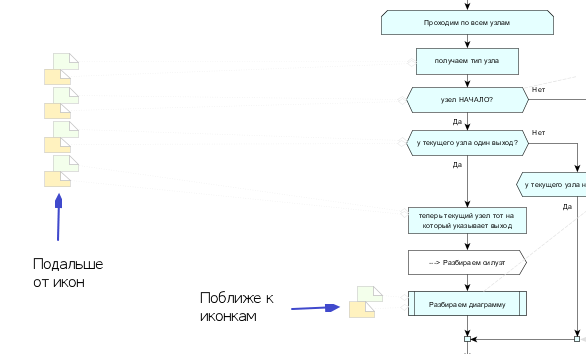 Проходим по всем узлам
получаем тип узла
Нет
узел НАЧАЛО?
Да
Нет
у текущего узла один выход?
Да
у текущего узла н
Да
теперь текущий узел тот на
который указывает выход
---> Разбираем силуэт
Разбираем диаграмму
Подальше
от икон
Поближе к
иконкам